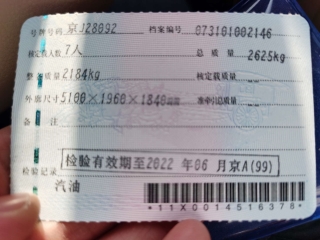 号牌号码 京J28092 档案编号 073101002146
核定载人数 7人 总质量 2625kg
整备质量 2184kg 核定载质量 --
外廓尺寸 5100×1960×1840mm 准牵引总质量 --
备注
检验有效期至2022 年06 月京A(99)
检验记录
汽油
*11X0014516378*